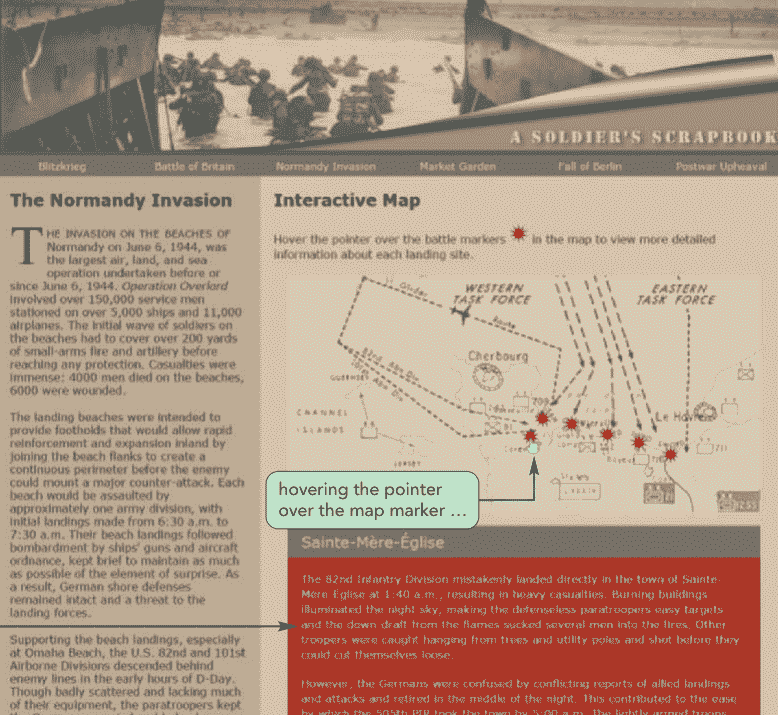 A SOLDIER'S SCRAPBOOK
Blitzkrieg Battle of Britain Normandy Invasion Market Garden Fall of Berlin Postwar Upheaval
The Normandy Invasion
THE INVASION ON THE BEACHES OF
Normandy on June 6, 1944, was
the largest air, land, and sea
operation undertaken before or
since June 6, 1944. Operation Overlord
involved over 150,000 service men
stationed on over 5,000 ships and 11,000
airplanes. The initial wave of soldiers on
the beaches had to cover over 200 yards
of small-arms fire and artillery before
reaching any protection. Casualties were
immense: 4000 men died on the beaches,
6000 were wounded.
The landing beaches were intended to
provide footholds that would allow rapid
reinforcement and expansion inland by
joining the beach flanks to create a
continuous perimeter before the enemy
could mount a major counter-attack. Each
beach would be assaulted by
approximately one army division, with
initial landings made from 6:30 a.m. to
7:30 a.m. Their beach landings followed
bombardment by ships' guns and aircraft
ordnance, kept brief to maintain as much
as possible of the element of surprise. As
a result, German shore defenses
remained intact and a threat to the
landing forces.
Supporting the beach landings, especially
at Omaha Beach, the U.S. 82nd and 101st
Airborne Divisions descended behind
enemy lines in the early hours of D-Day.
Though badly scattered and lacking much
of their equipment, the paratroopers kept
Interactive Map
Hover the pointer over the battle markers in the map to view more detailed
information about each landing site.
WESTERN
TASK FORCE
EASTERN
TASK FORCE
Glider
Route
82nd Abn Div
101st Abn Div
Cherbourg
GUERNSEY
CHANNEL
ISLANDS
JERSEY
709
Le Havre
711
hovering the pointer
over the map marker ...
Sainte-Mère-Église
The 82nd Infantry Division mistakenly landed directly in the town of Sainte-
Mère Église at 1:40 a.m., resulting in heavy casualties. Burning buildings
illuminated the night sky, making the defenseless paratroopers easy targets
and the down draft from the flames sucked several men into the fires. Other
troopers were caught hanging from trees and utility poles and shot before they
could cut themselves loose.
However, the Germans were confused by conflicting reports of allied landings
and attacks and retired in the middle of the night. This contributed to the ease
by which the 505th PIR took the town by 5:00 a.m. The lightly armed troops